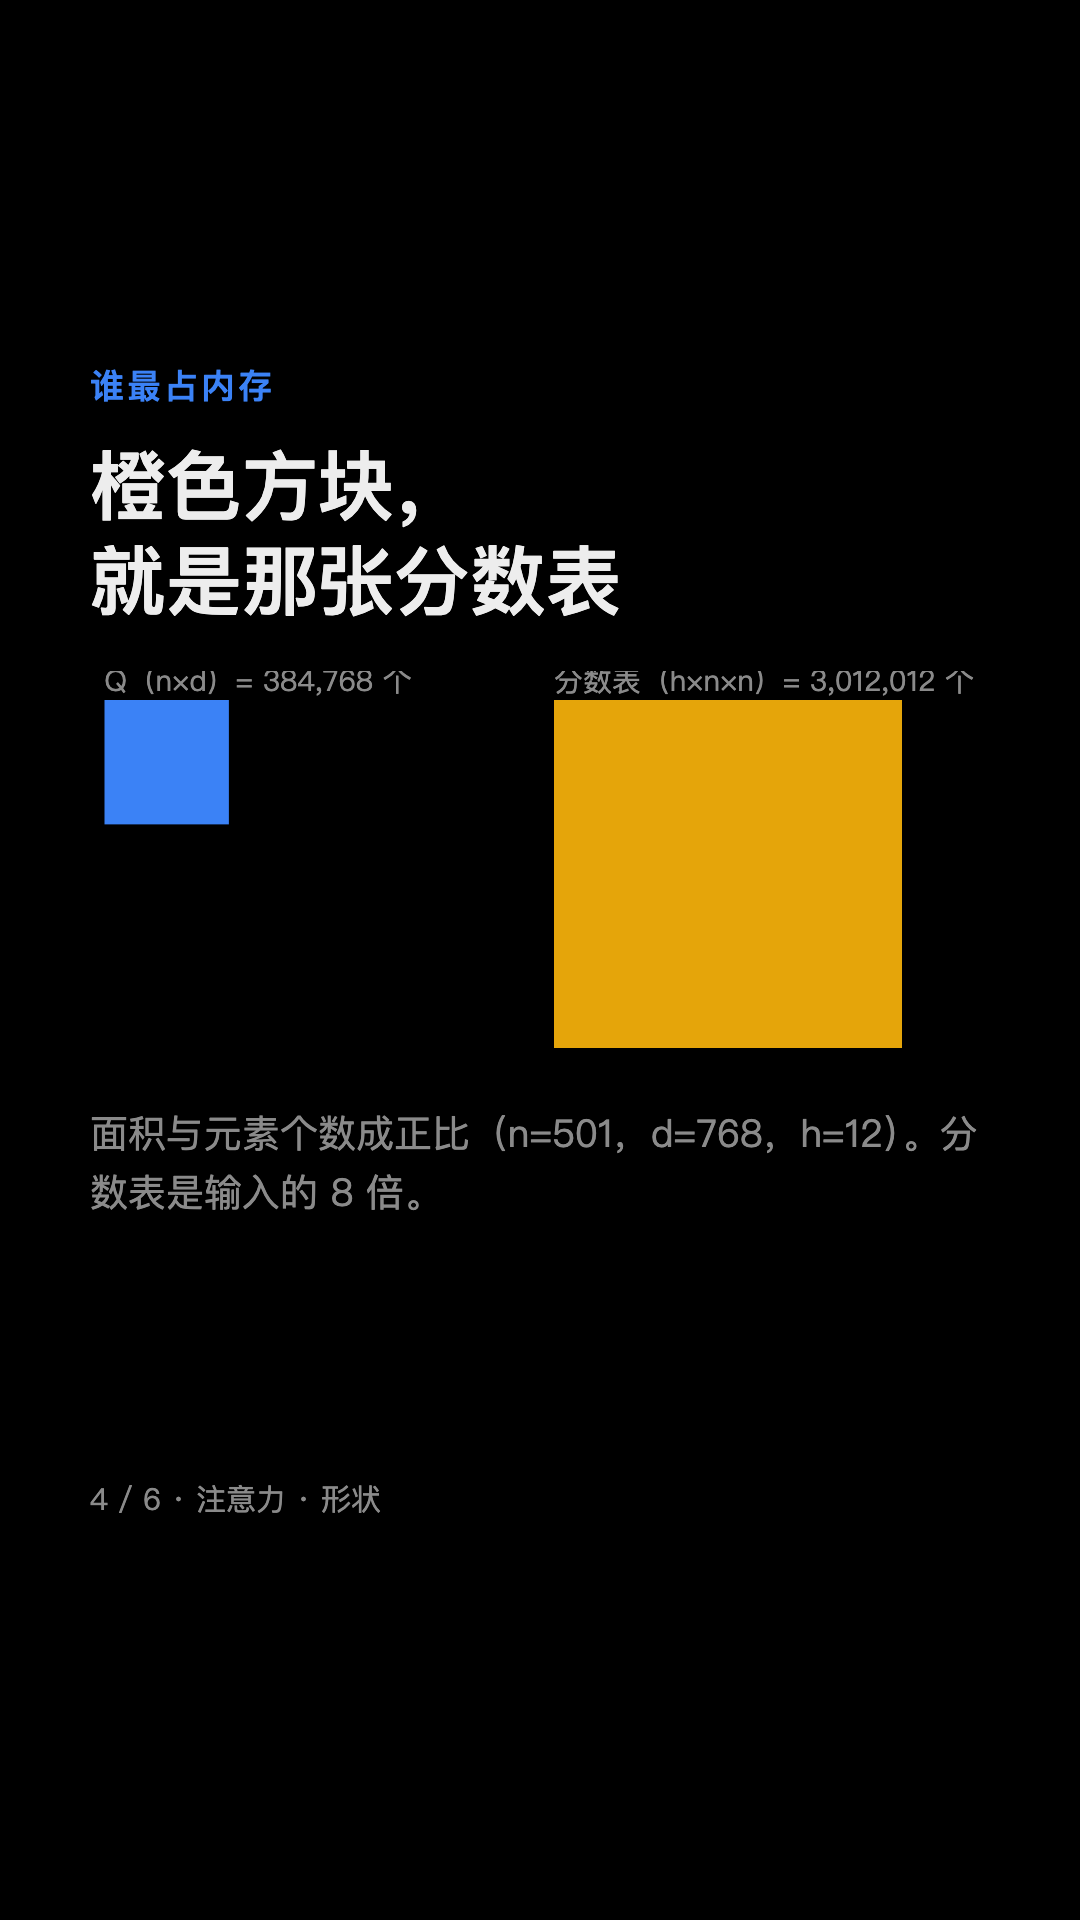 谁最占内存
橙色方块，
就是那张分数表
Q（n×d）= 384,768 个
分数表（h×n×n）= 3,012,012 个
面积与元素个数成正比（n=501，d=768，h=12）。分
数表是输入的 8 倍。
4 / 6 · 注意力 · 形状